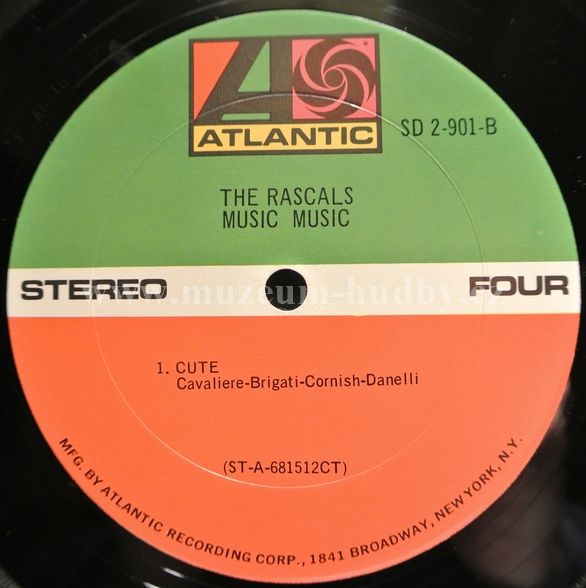 ATLANTIC
SD 2-901-B
THE RASCALS
MUSIC MUSIC
STEREO
FOUR
www.muzeum-hudby.cz
1. CUTE
Cavaliere-Brigati-Cornish-Danelli
(ST-A-681512CT)
MFG. BY ATLANTIC RECORDING CORP., 1841 BROADWAY, NEW YORK, N.Y.